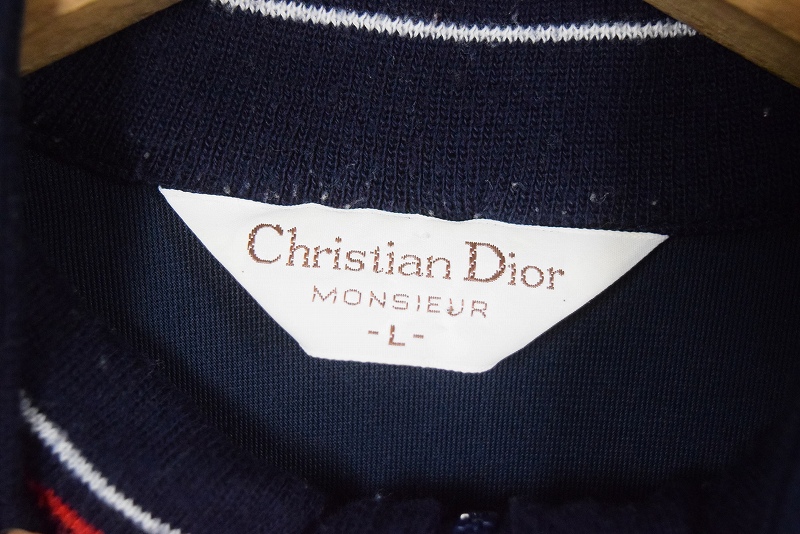 Christian Dior
MONSIEUR
-L-